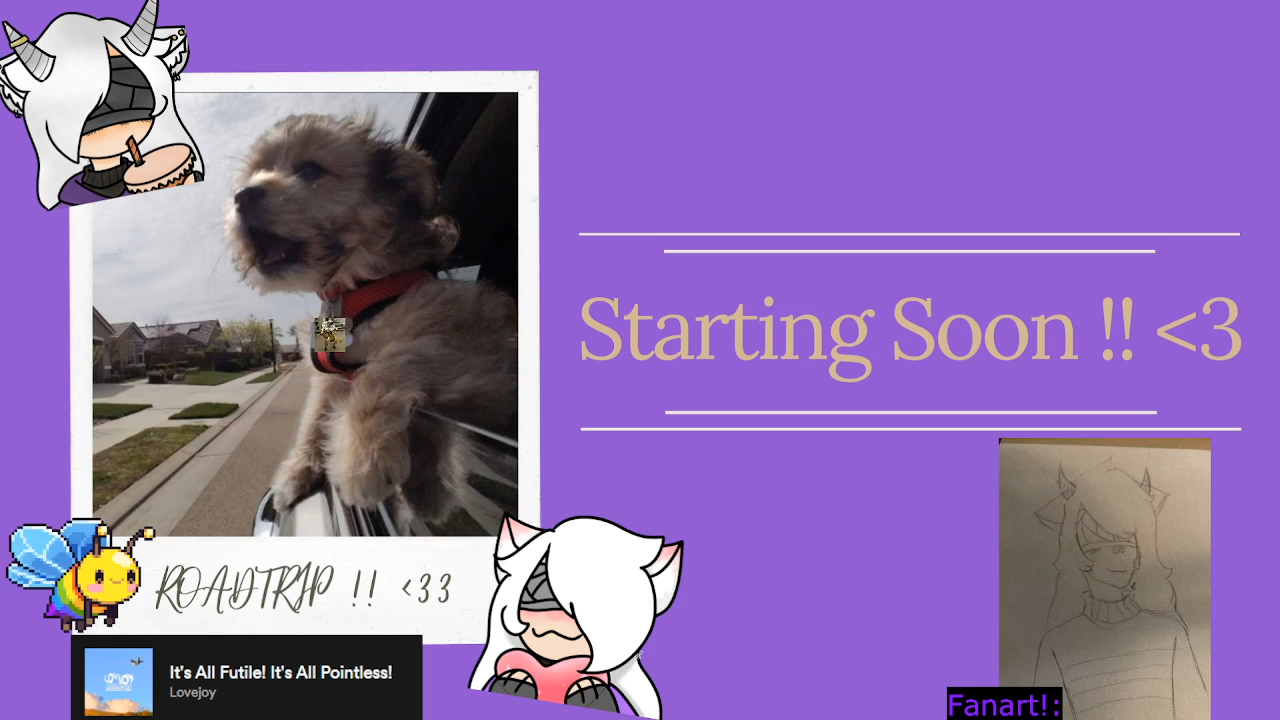 Starting Soon !! <3
ROADTRIP !! <33
It's All Futile! It's All Pointless!
Lovejoy
Fanart!: